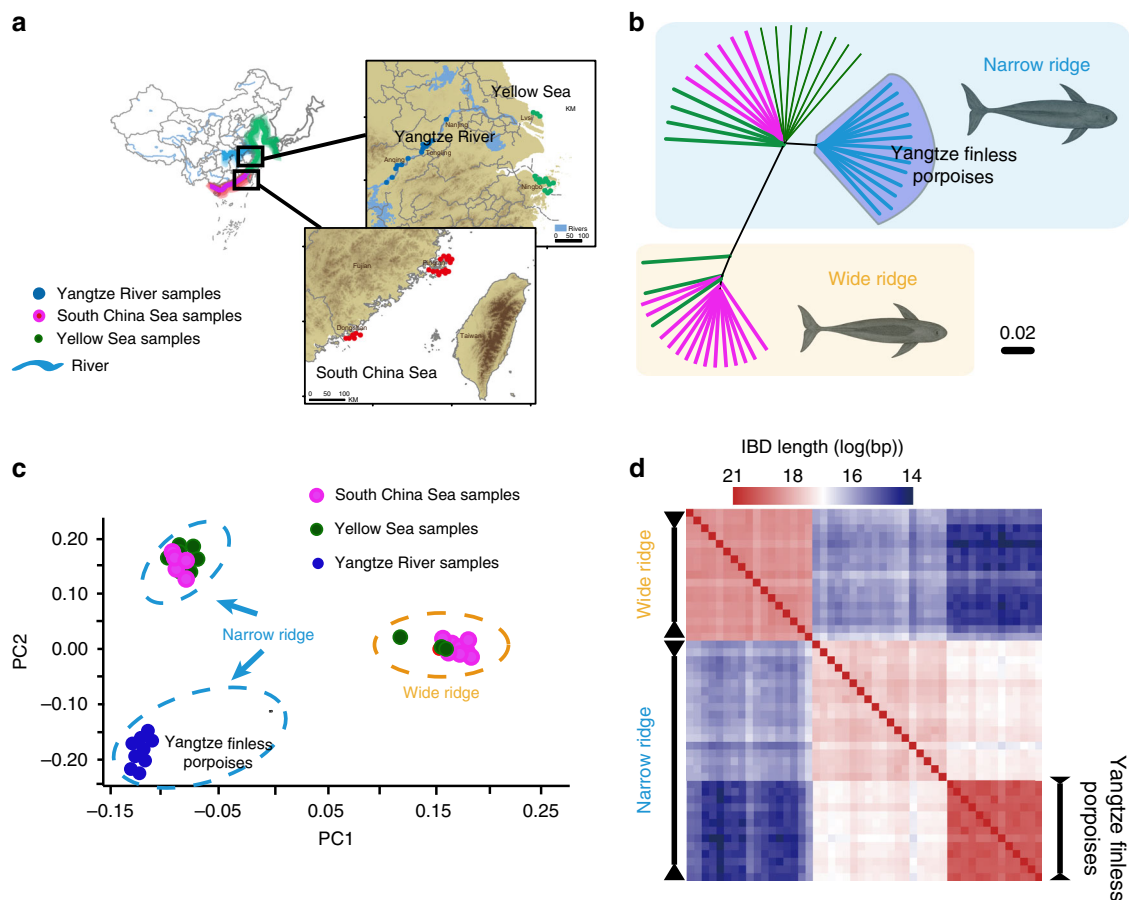 a
Yellow Sea
KM
Lvsi
Nanjing
Yangtze River
Tongling
Anqing
Ningbo
Rivers
0 50 100
Fujian
Dongshan
Taiwan
South China Sea
0 50 100
KM
Yangtze River samples
South China Sea samples
Yellow Sea samples
River
b
Narrow ridge
Yangtze finless
porpoises
Wide ridge
0.02
c
South China Sea samples
Yellow Sea samples
Yangtze River samples
0.20
0.10
0.00
–0.10
–0.20
PC2
Narrow ridge
Wide ridge
Yangtze finless
porpoises
–0.15
–0.05
0.05
0.15
0.25
PC1
d
IBD length (log(bp))
21 18 16 14
Wide ridge
Narrow ridge
Yangtze finless
porpoises